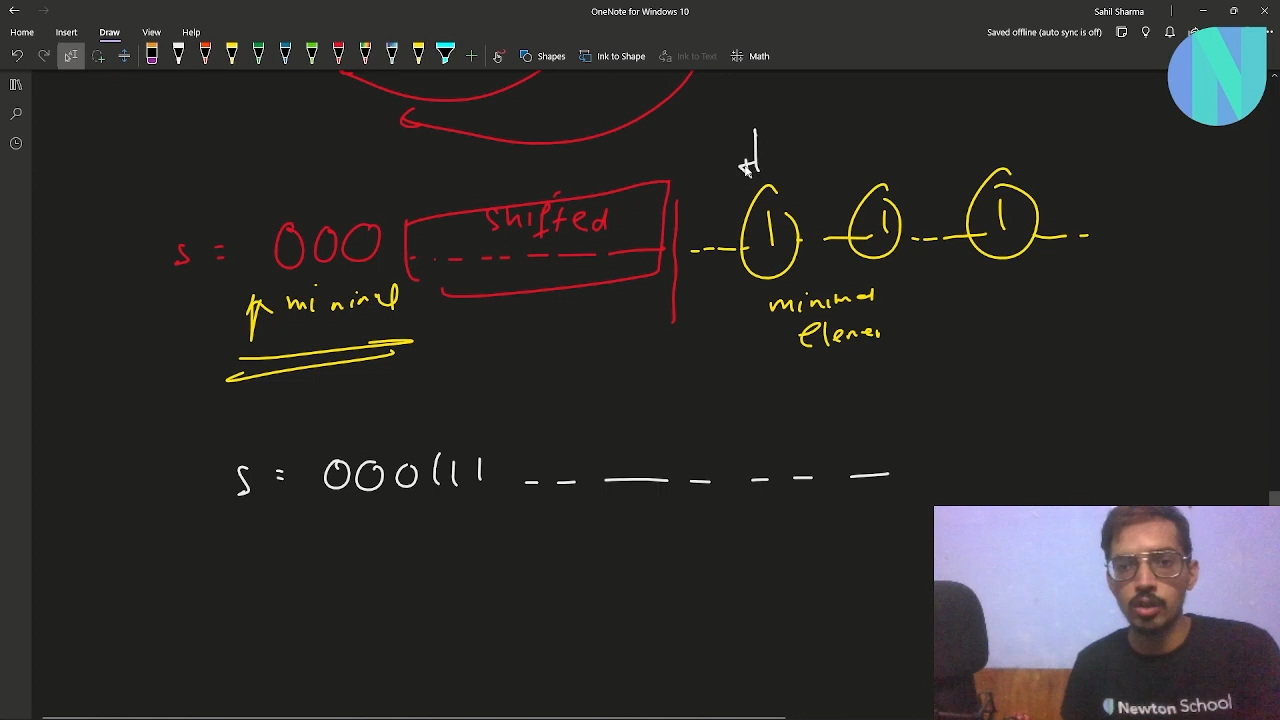 OneNote for Windows 10
Sahil Sharma
Home Insert Draw View Help
Saved offline (auto sync is off)
Shapes Ink to Shape Ink to Text Math
N
shifted
s = 000 --- 1 -- 1 --- 1 --
minimal
minimal
s = 000111 -- -- - -- -
Newton School